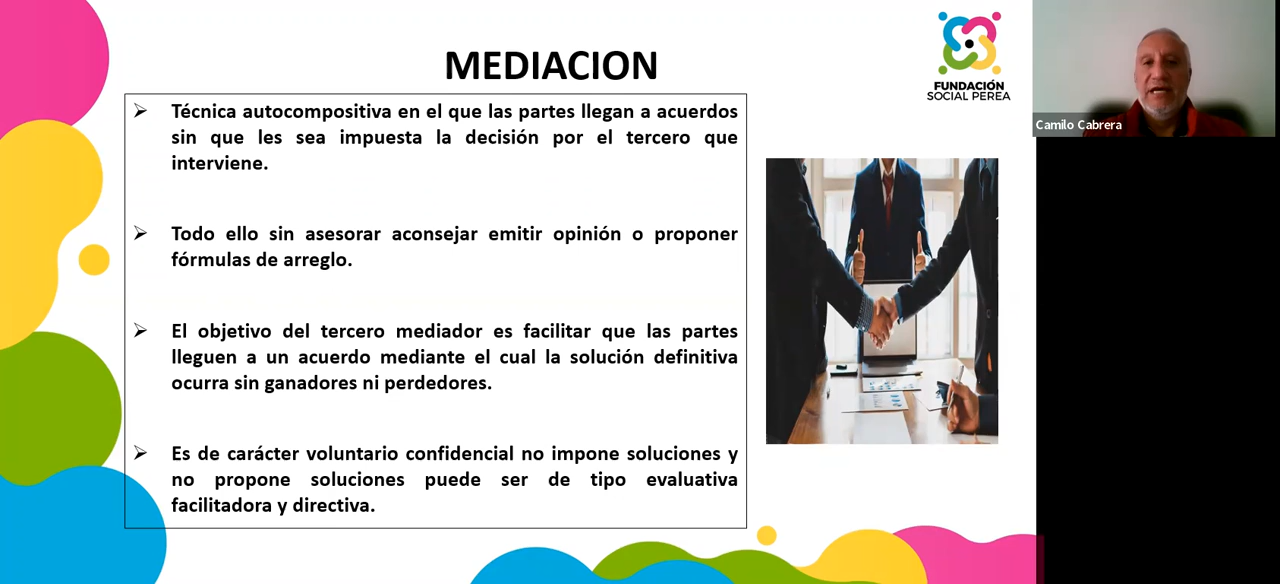 MEDIACION
FUNDACIÓN
SOCIAL PEREA
Camilo Cabrera
Técnica autocompositiva en el que las partes llegan a acuerdos
sin que les sea impuesta la decisión por el tercero que
interviene.
Todo ello sin asesorar aconsejar emitir opinión o proponer
fórmulas de arreglo.
El objetivo del tercero mediador es facilitar que las partes
lleguen a un acuerdo mediante el cual la solución definitiva
ocurra sin ganadores ni perdedores.
Es de carácter voluntario confidencial no impone soluciones y
no propone soluciones puede ser de tipo evaluativa
facilitadora y directiva.